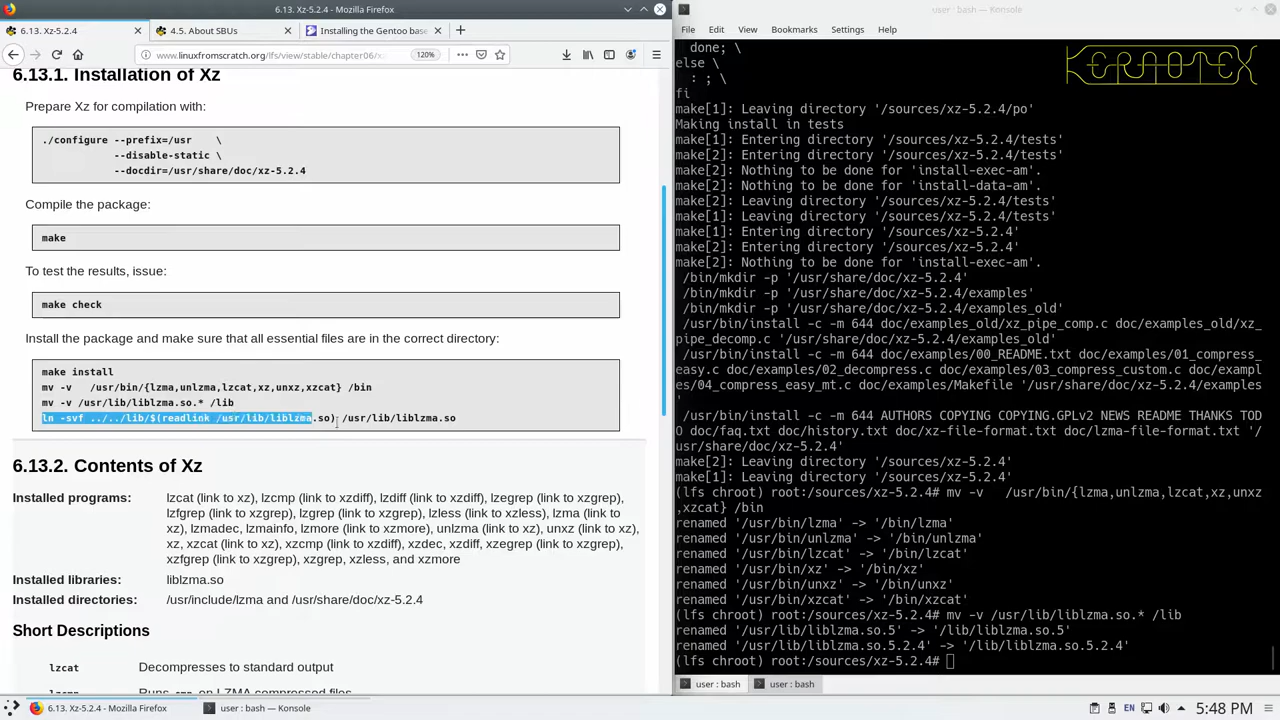 6.13. Xz-5.2.4 - Mozilla Firefox
6.13. Xz-5.2.4
4.5. About SBUs
Installing the Gentoo base
www.linuxfromscratch.org/lfs/view/stable/chapter06/x
120%
6.13.1. Installation of Xz
Prepare Xz for compilation with:
./configure --prefix=/usr    \
--disable-static \
--docdir=/usr/share/doc/xz-5.2.4
Compile the package:
make
To test the results, issue:
make check
Install the package and make sure that all essential files are in the correct directory:
make install
mv -v   /usr/bin/{lzma,unlzma,lzcat,xz,unxz,xzcat} /bin
mv -v /usr/lib/liblzma.so.* /lib
ln -svf ../../lib/$(readlink /usr/lib/liblzma.so) /usr/lib/liblzma.so
6.13.2. Contents of Xz
Installed programs: lzcat (link to xz), lzcmp (link to xzdiff), lzdiff (link to xzdiff), lzegrep (link to xzgrep),
lzfgrep (link to xzgrep), lzgrep (link to xzgrep), lzless (link to xzless), lzma (link to
xz), lzmadec, lzmainfo, lzmore (link to xzmore), unlzma (link to xz), unxz (link to xz),
xz, xzcat (link to xz), xzcmp (link to xzdiff), xzdec, xzdiff, xzegrep (link to xzgrep),
xzfgrep (link to xzgrep), xzgrep, xzless, and xzmore
Installed libraries: liblzma.so
Installed directories: /usr/include/lzma and /usr/share/doc/xz-5.2.4
Short Descriptions
lzcat Decompresses to standard output
user : bash — Konsole
File Edit View Bookmarks Settings Help
KERAOTEX
done; \
else \
: ; \
fi
make[1]: Leaving directory '/sources/xz-5.2.4/po'
Making install in tests
make[1]: Entering directory '/sources/xz-5.2.4/tests'
make[2]: Entering directory '/sources/xz-5.2.4/tests'
make[2]: Nothing to be done for 'install-exec-am'.
make[2]: Nothing to be done for 'install-data-am'.
make[2]: Leaving directory '/sources/xz-5.2.4/tests'
make[1]: Leaving directory '/sources/xz-5.2.4/tests'
make[1]: Entering directory '/sources/xz-5.2.4'
make[2]: Entering directory '/sources/xz-5.2.4'
make[2]: Nothing to be done for 'install-exec-am'.
/bin/mkdir -p '/usr/share/doc/xz-5.2.4'
/bin/mkdir -p '/usr/share/doc/xz-5.2.4/examples'
/bin/mkdir -p '/usr/share/doc/xz-5.2.4/examples_old'
/usr/bin/install -c -m 644 doc/examples_old/xz_pipe_comp.c doc/examples_old/xz_
pipe_decomp.c '/usr/share/doc/xz-5.2.4/examples_old'
/usr/bin/install -c -m 644 doc/examples/00_README.txt doc/examples/01_compress_
easy.c doc/examples/02_decompress.c doc/examples/03_compress_custom.c doc/exampl
es/04_compress_easy_mt.c doc/examples/Makefile '/usr/share/doc/xz-5.2.4/examples
'
/usr/bin/install -c -m 644 AUTHORS COPYING COPYING.GPLv2 NEWS README THANKS TOD
O doc/faq.txt doc/history.txt doc/xz-file-format.txt doc/lzma-file-format.txt '/
usr/share/doc/xz-5.2.4'
make[2]: Leaving directory '/sources/xz-5.2.4'
make[1]: Leaving directory '/sources/xz-5.2.4'
(lfs chroot) root:/sources/xz-5.2.4# mv -v   /usr/bin/{lzma,unlzma,lzcat,xz,unxz
,xzcat} /bin
renamed '/usr/bin/lzma' -> '/bin/lzma'
renamed '/usr/bin/unlzma' -> '/bin/unlzma'
renamed '/usr/bin/lzcat' -> '/bin/lzcat'
renamed '/usr/bin/xz' -> '/bin/xz'
renamed '/usr/bin/unxz' -> '/bin/unxz'
renamed '/usr/bin/xzcat' -> '/bin/xzcat'
(lfs chroot) root:/sources/xz-5.2.4# mv -v /usr/lib/liblzma.so.* /lib
renamed '/usr/lib/liblzma.so.5' -> '/lib/liblzma.so.5'
renamed '/usr/lib/liblzma.so.5.2.4' -> '/lib/liblzma.so.5.2.4'
(lfs chroot) root:/sources/xz-5.2.4#
user : bash
user : bash
6.13. Xz-5.2.4 - Mozilla Firefox
user : bash — Konsole
EN
5:48 PM